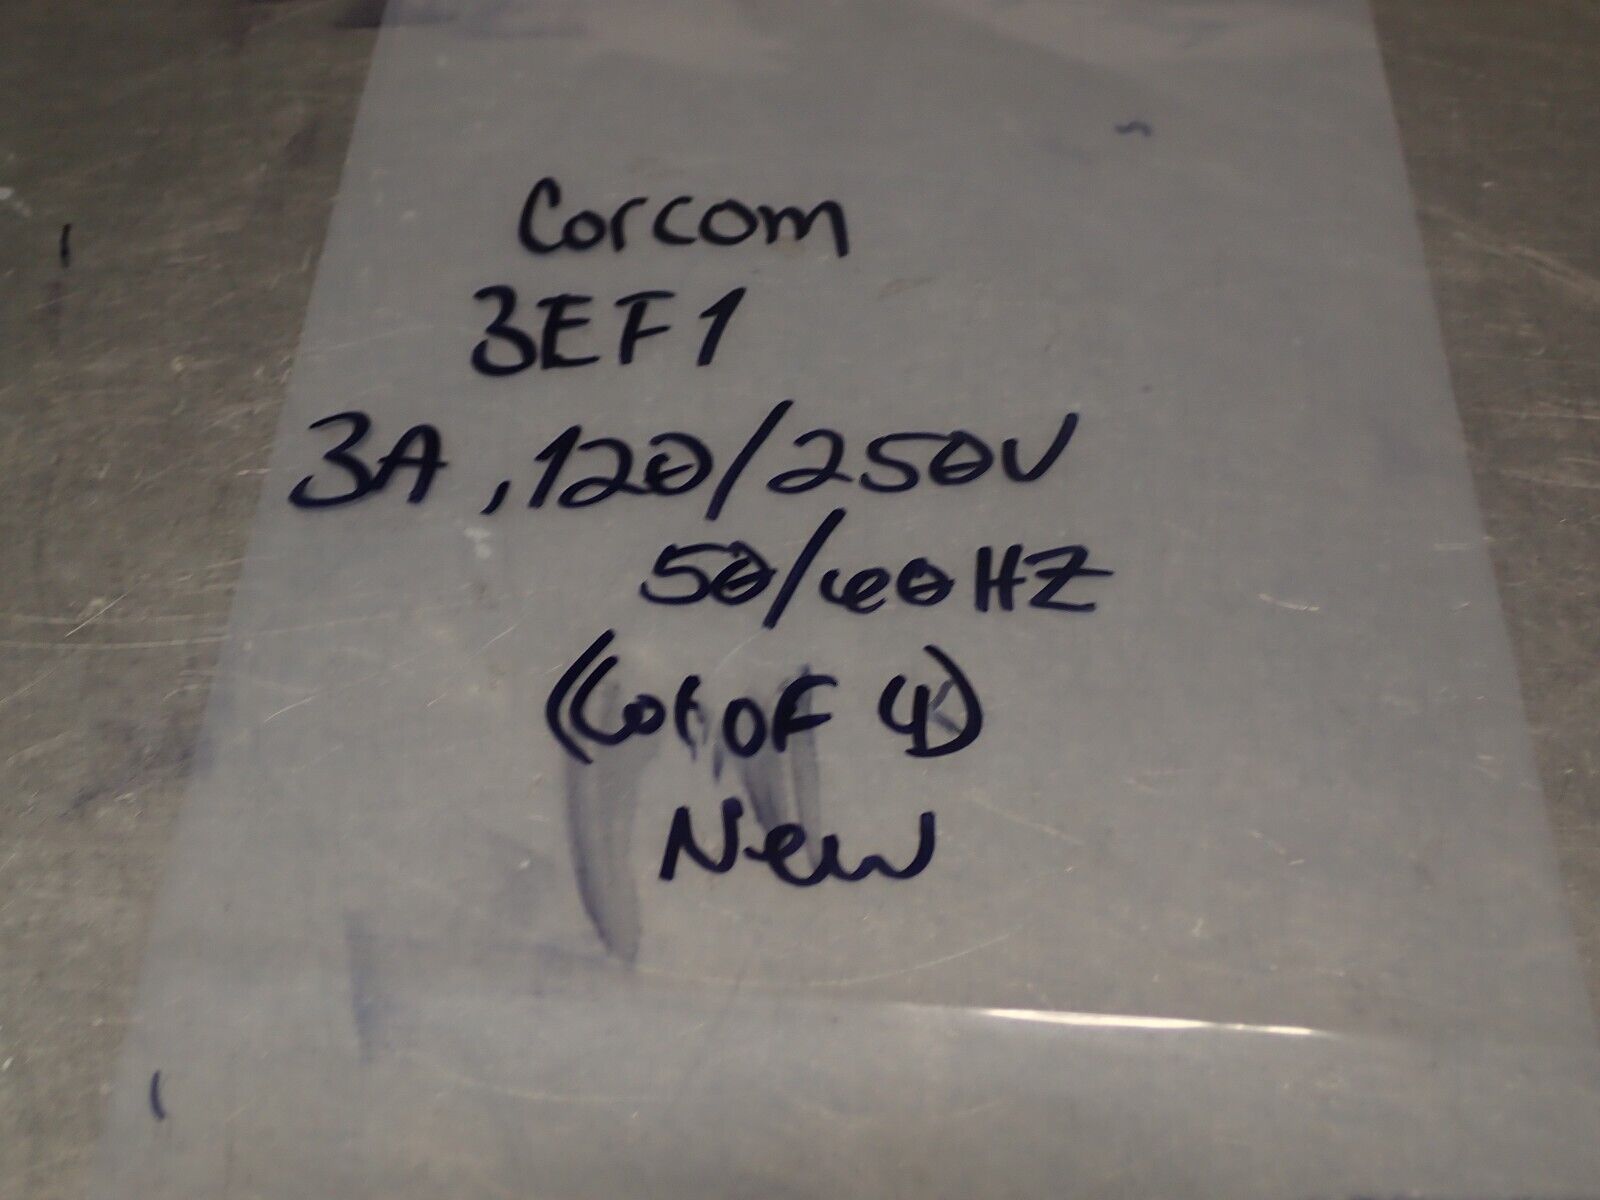 Corcom
3EF1
3A, 120/250V
50/60HZ
(Lot OF 4)
New